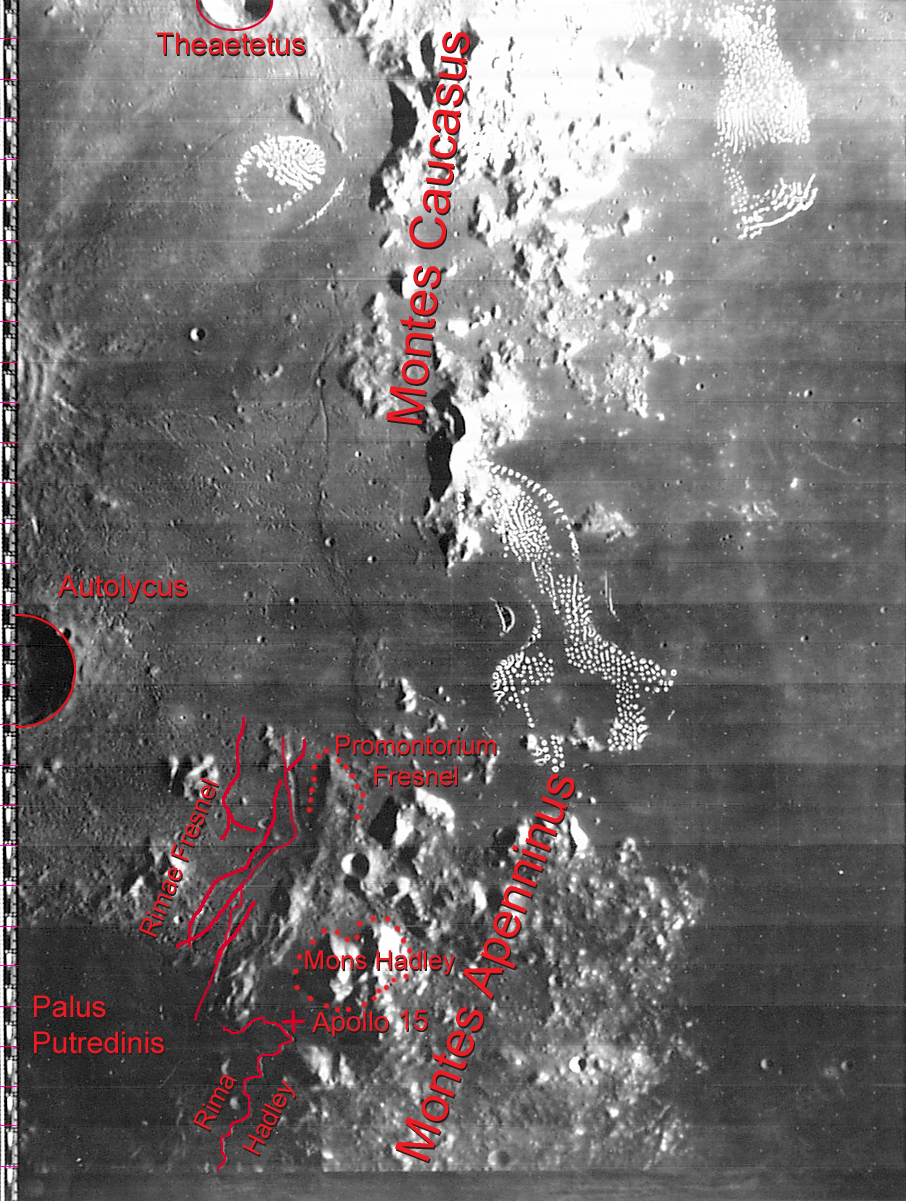 Theaetetus
Montes Caucasus
Autolycus
Promontorium
Fresnel
Rimae Fresnel
Montes Apenninus
Mons Hadley
Apollo 15
Palus
Putredinis
Rima
Hadley